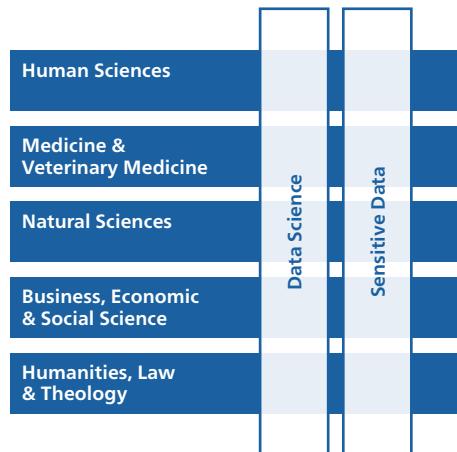 Human Sciences
Medicine &
Veterinary Medicine
Natural Sciences
Business, Economic
& Social Science
Humanities, Law
& Theology
Data Science
Sensitive Data